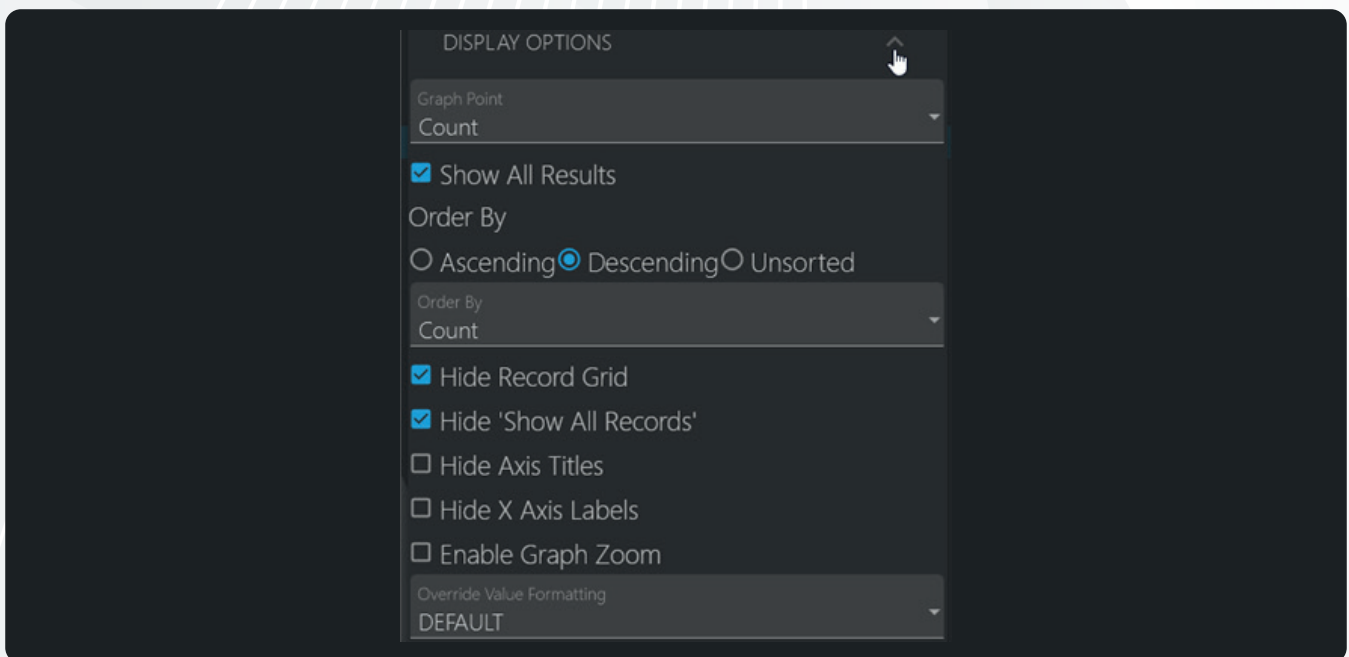 DISPLAY OPTIONS
Graph Point
Count
Show All Results
Order By
Ascending Descending Unsorted
Order By
Count
Hide Record Grid
Hide 'Show All Records'
Hide Axis Titles
Hide X Axis Labels
Enable Graph Zoom
Override Value Formatting
DEFAULT